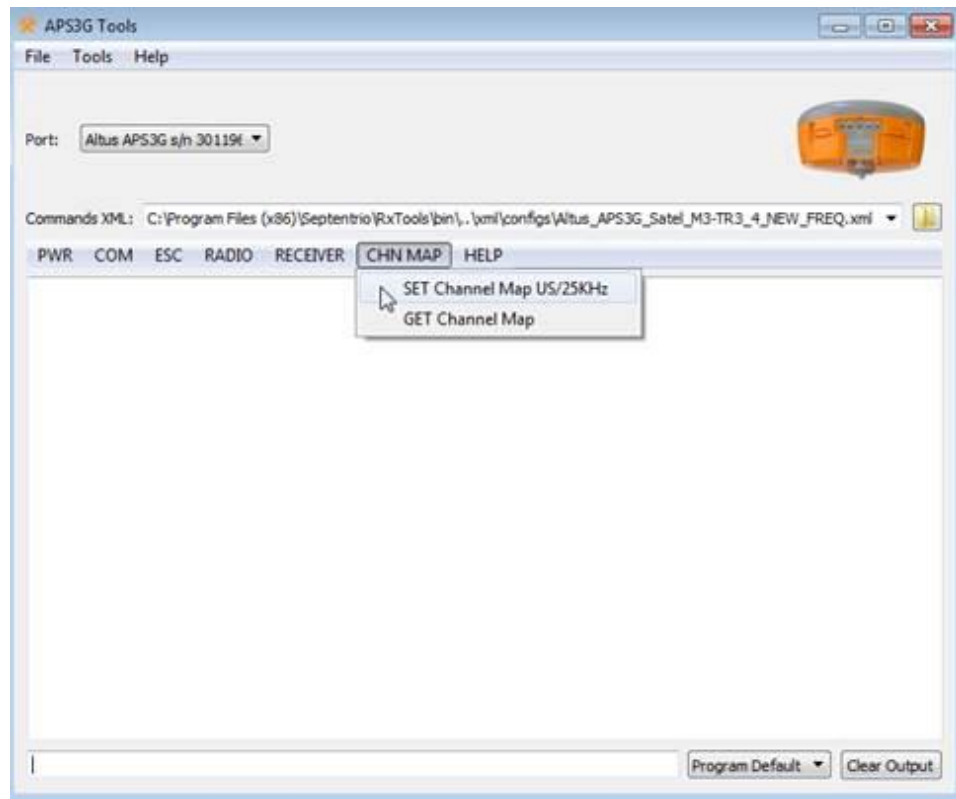 APS3G Tools
File Tools Help
Port: Altus APS3G s/n 301196
Commands XML: C:\Program Files (x86)\Septentrio\RxTools\bin\..\xml\configs\Altus_APS3G_Satel_M3-TR3_4_NEW_FREQ.xml
PWR COM ESC RADIO RECEIVER CHN MAP HELP
SET Channel Map US/25KHz
GET Channel Map
Program Default Clear Output